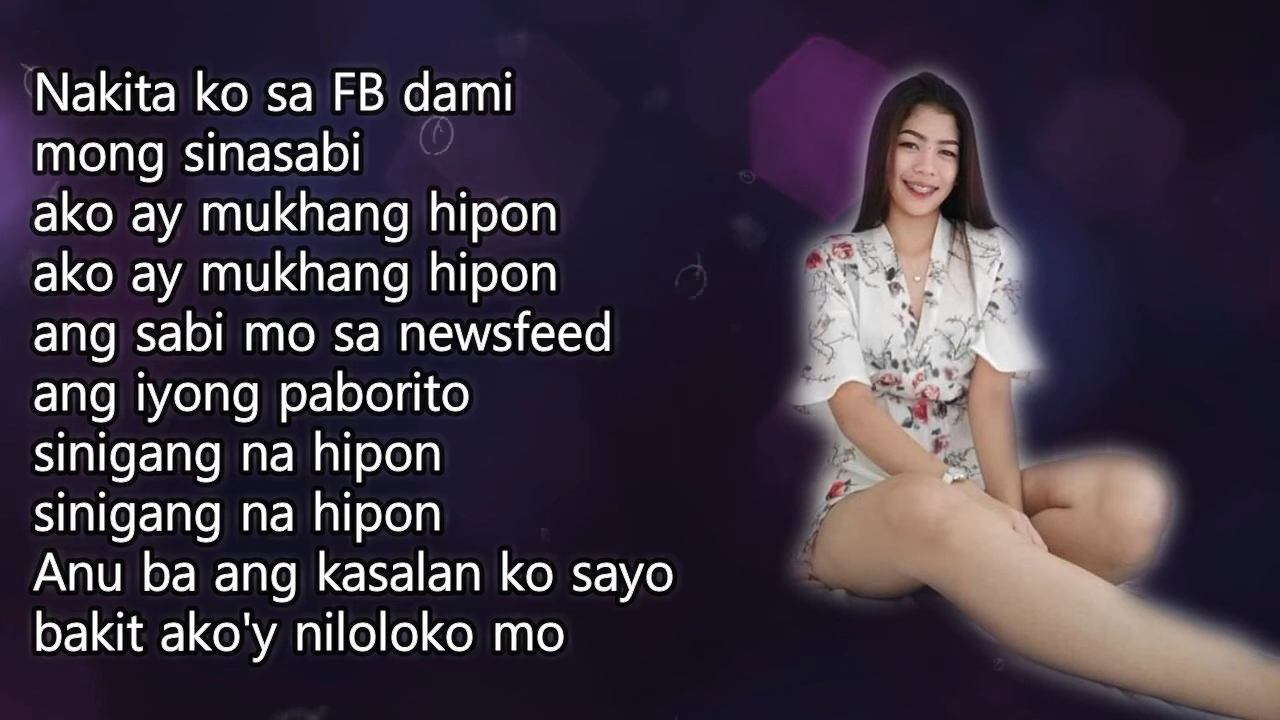 Nakita ko sa FB dami
mong sinasabi
ako ay mukhang hipon
ako ay mukhang hipon
ang sabi mo sa newsfeed
ang iyong paborito
sinigang na hipon
sinigang na hipon
Anu ba ang kasalan ko sayo
bakit ako'y niloloko mo